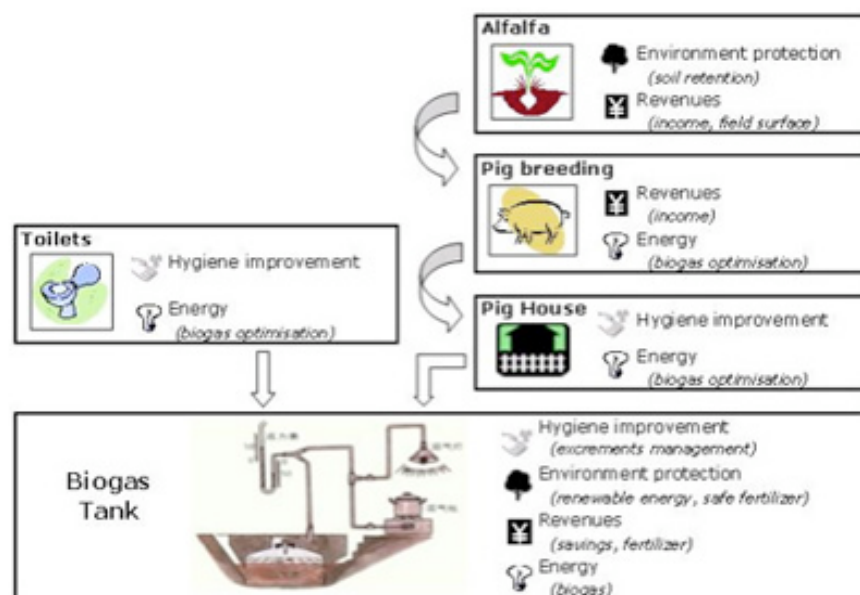 Alfalfa
Environment protection
(soil retention)
¥ Revenues
(income, field surface)
Pig breeding
¥ Revenues
(income)
Energy
(biogas optimisation)
Toilets
Hygiene improvement
Energy
(biogas optimisation)
Pig House
Hygiene improvement
Energy
(biogas optimisation)
Biogas
Tank
Hygiene improvement
(excrements management)
Environment protection
(renewable energy, safe fertilizer)
¥ Revenues
(savings, fertilizer)
Energy
(biogas)